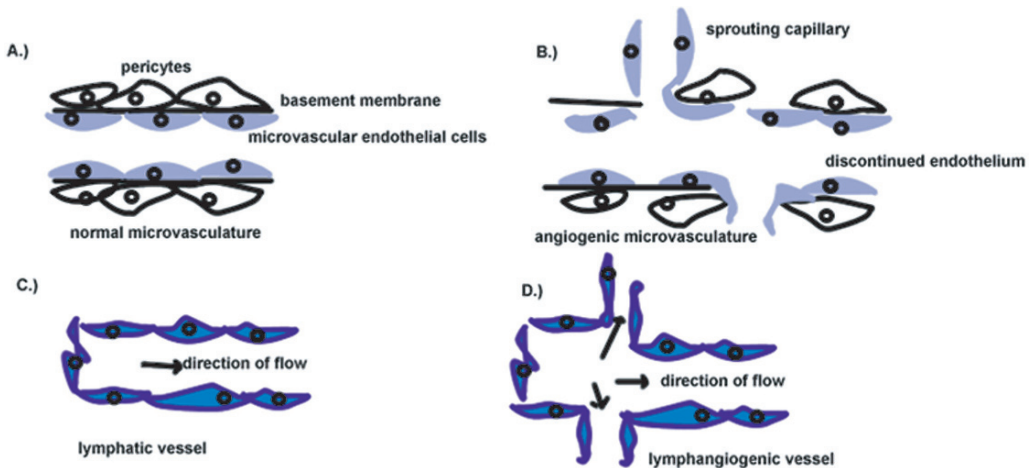 A.)
pericytes
basement membrane
microvascular endothelial cells
normal microvasculature
B.)
sprouting capillary
discontinued endothelium
angiogenic microvasculature
C.)
direction of flow
lymphatic vessel
D.)
direction of flow
lymphangiogenic vessel